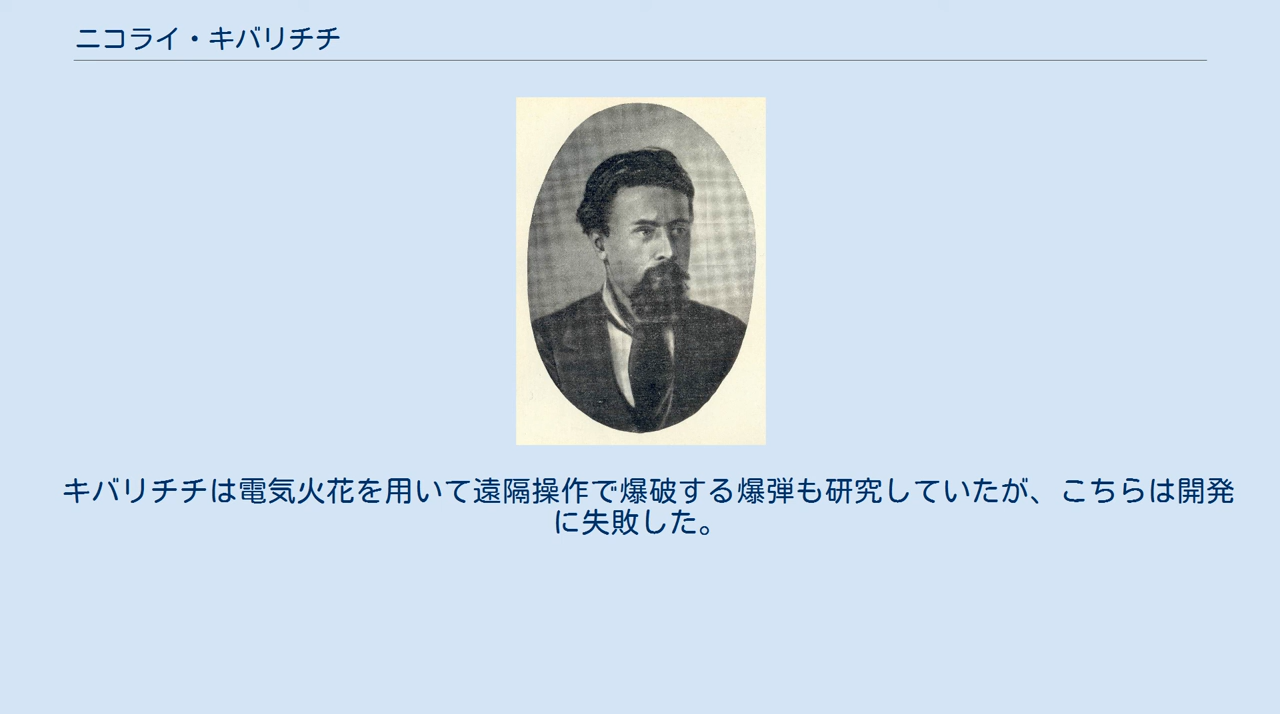 ニコライ・キバリチチ
キバリチチは電気火花を用いて遠隔操作で爆破する爆弾も研究していたが、こちらは開発
に失敗した。